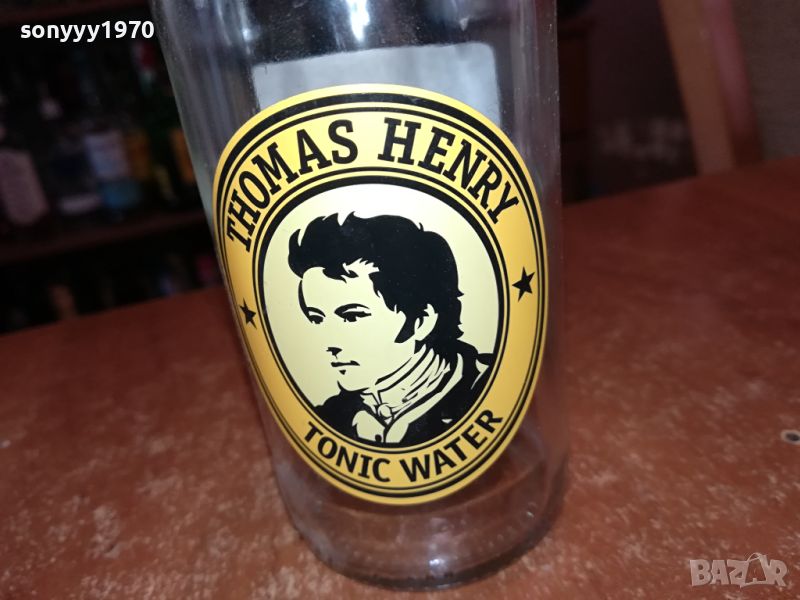 sonyyy1970
THOMAS HENRY
TONIC WATER
BAZAR